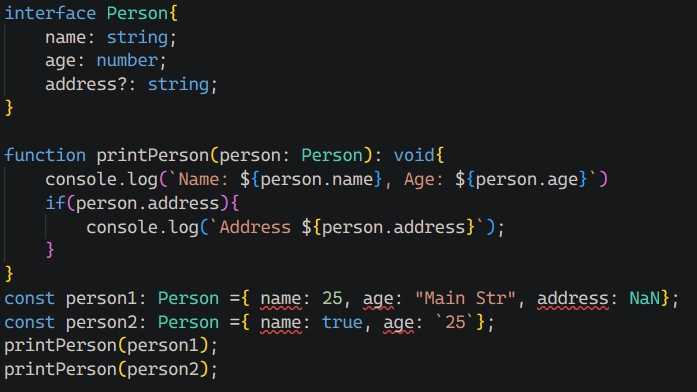 interface Person{
    name: string;
    age: number;
    address?: string;
}

function printPerson(person: Person): void{
    console.log(`Name: ${person.name}, Age: ${person.age}`)
    if(person.address){
        console.log(`Address ${person.address}`);
    }
}
const person1: Person ={ name: 25, age: "Main Str", address: NaN};
const person2: Person ={ name: true, age: `25`};
printPerson(person1);
printPerson(person2);